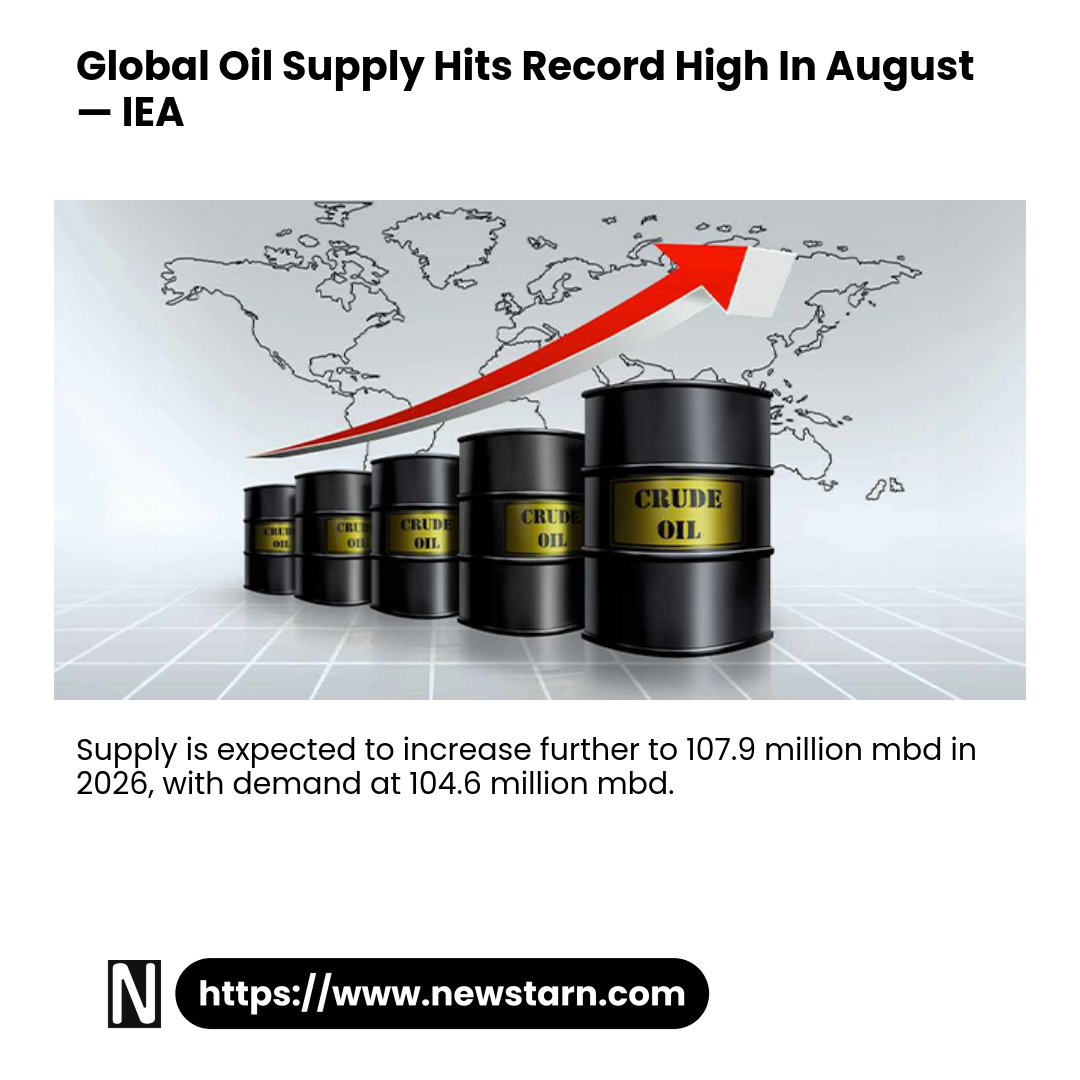 Global Oil Supply Hits Record High In August
— IEA
CRUDE
OIL
CRUDE
OIL
CRUDE
OIL
CRUDE
OIL
CRUDE
OIL
Supply is expected to increase further to 107.9 million mbd in
2026, with demand at 104.6 million mbd.
N
https://www.newstarn.com